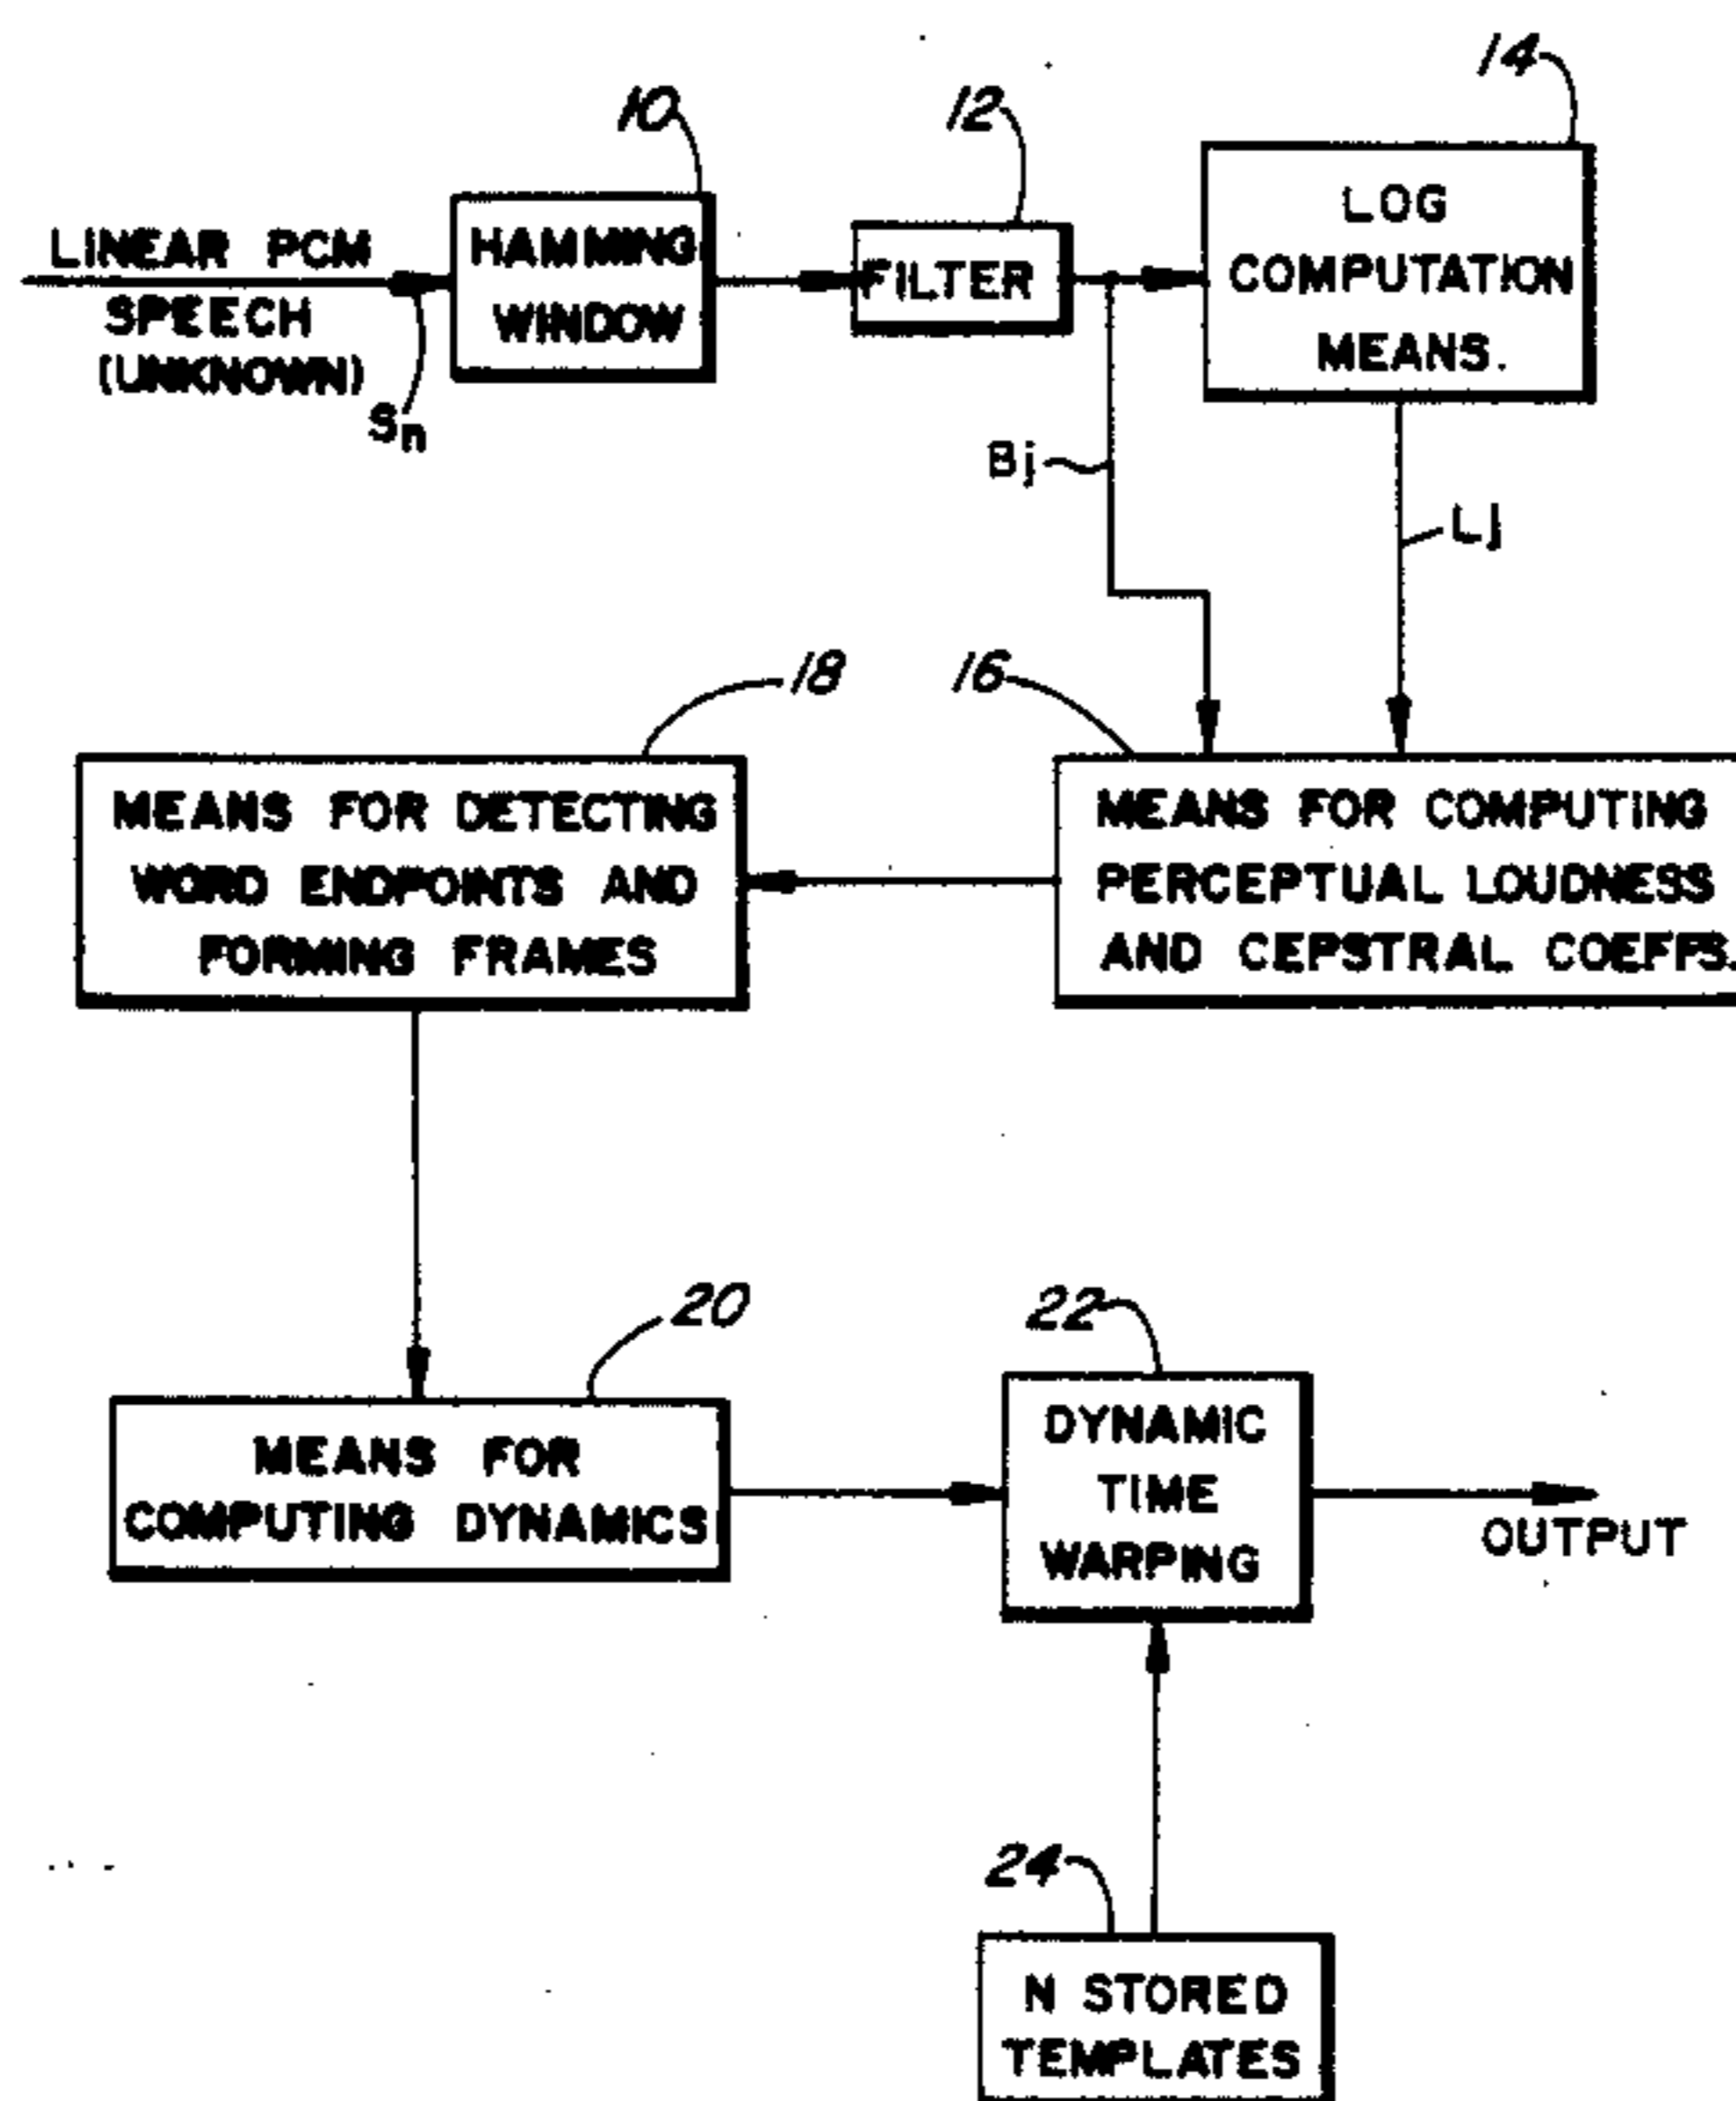 10
12
14
LINEAR PCM
SPEECH
(UNKNOWN)
Sn
HAMMING
WINDOW
FILTER
LOG
COMPUTATION
MEANS.
Bj
Lj
18
16
MEANS FOR DETECTING
WORD ENDPOINTS AND
FORMING FRAMES
MEANS FOR COMPUTING
PERCEPTUAL LOUDNESS
AND CEPSTRAL COEFFS.
20
22
MEANS FOR
COMPUTING DYNAMICS
DYNAMIC
TIME
WARPING
OUTPUT
24
N STORED
TEMPLATES